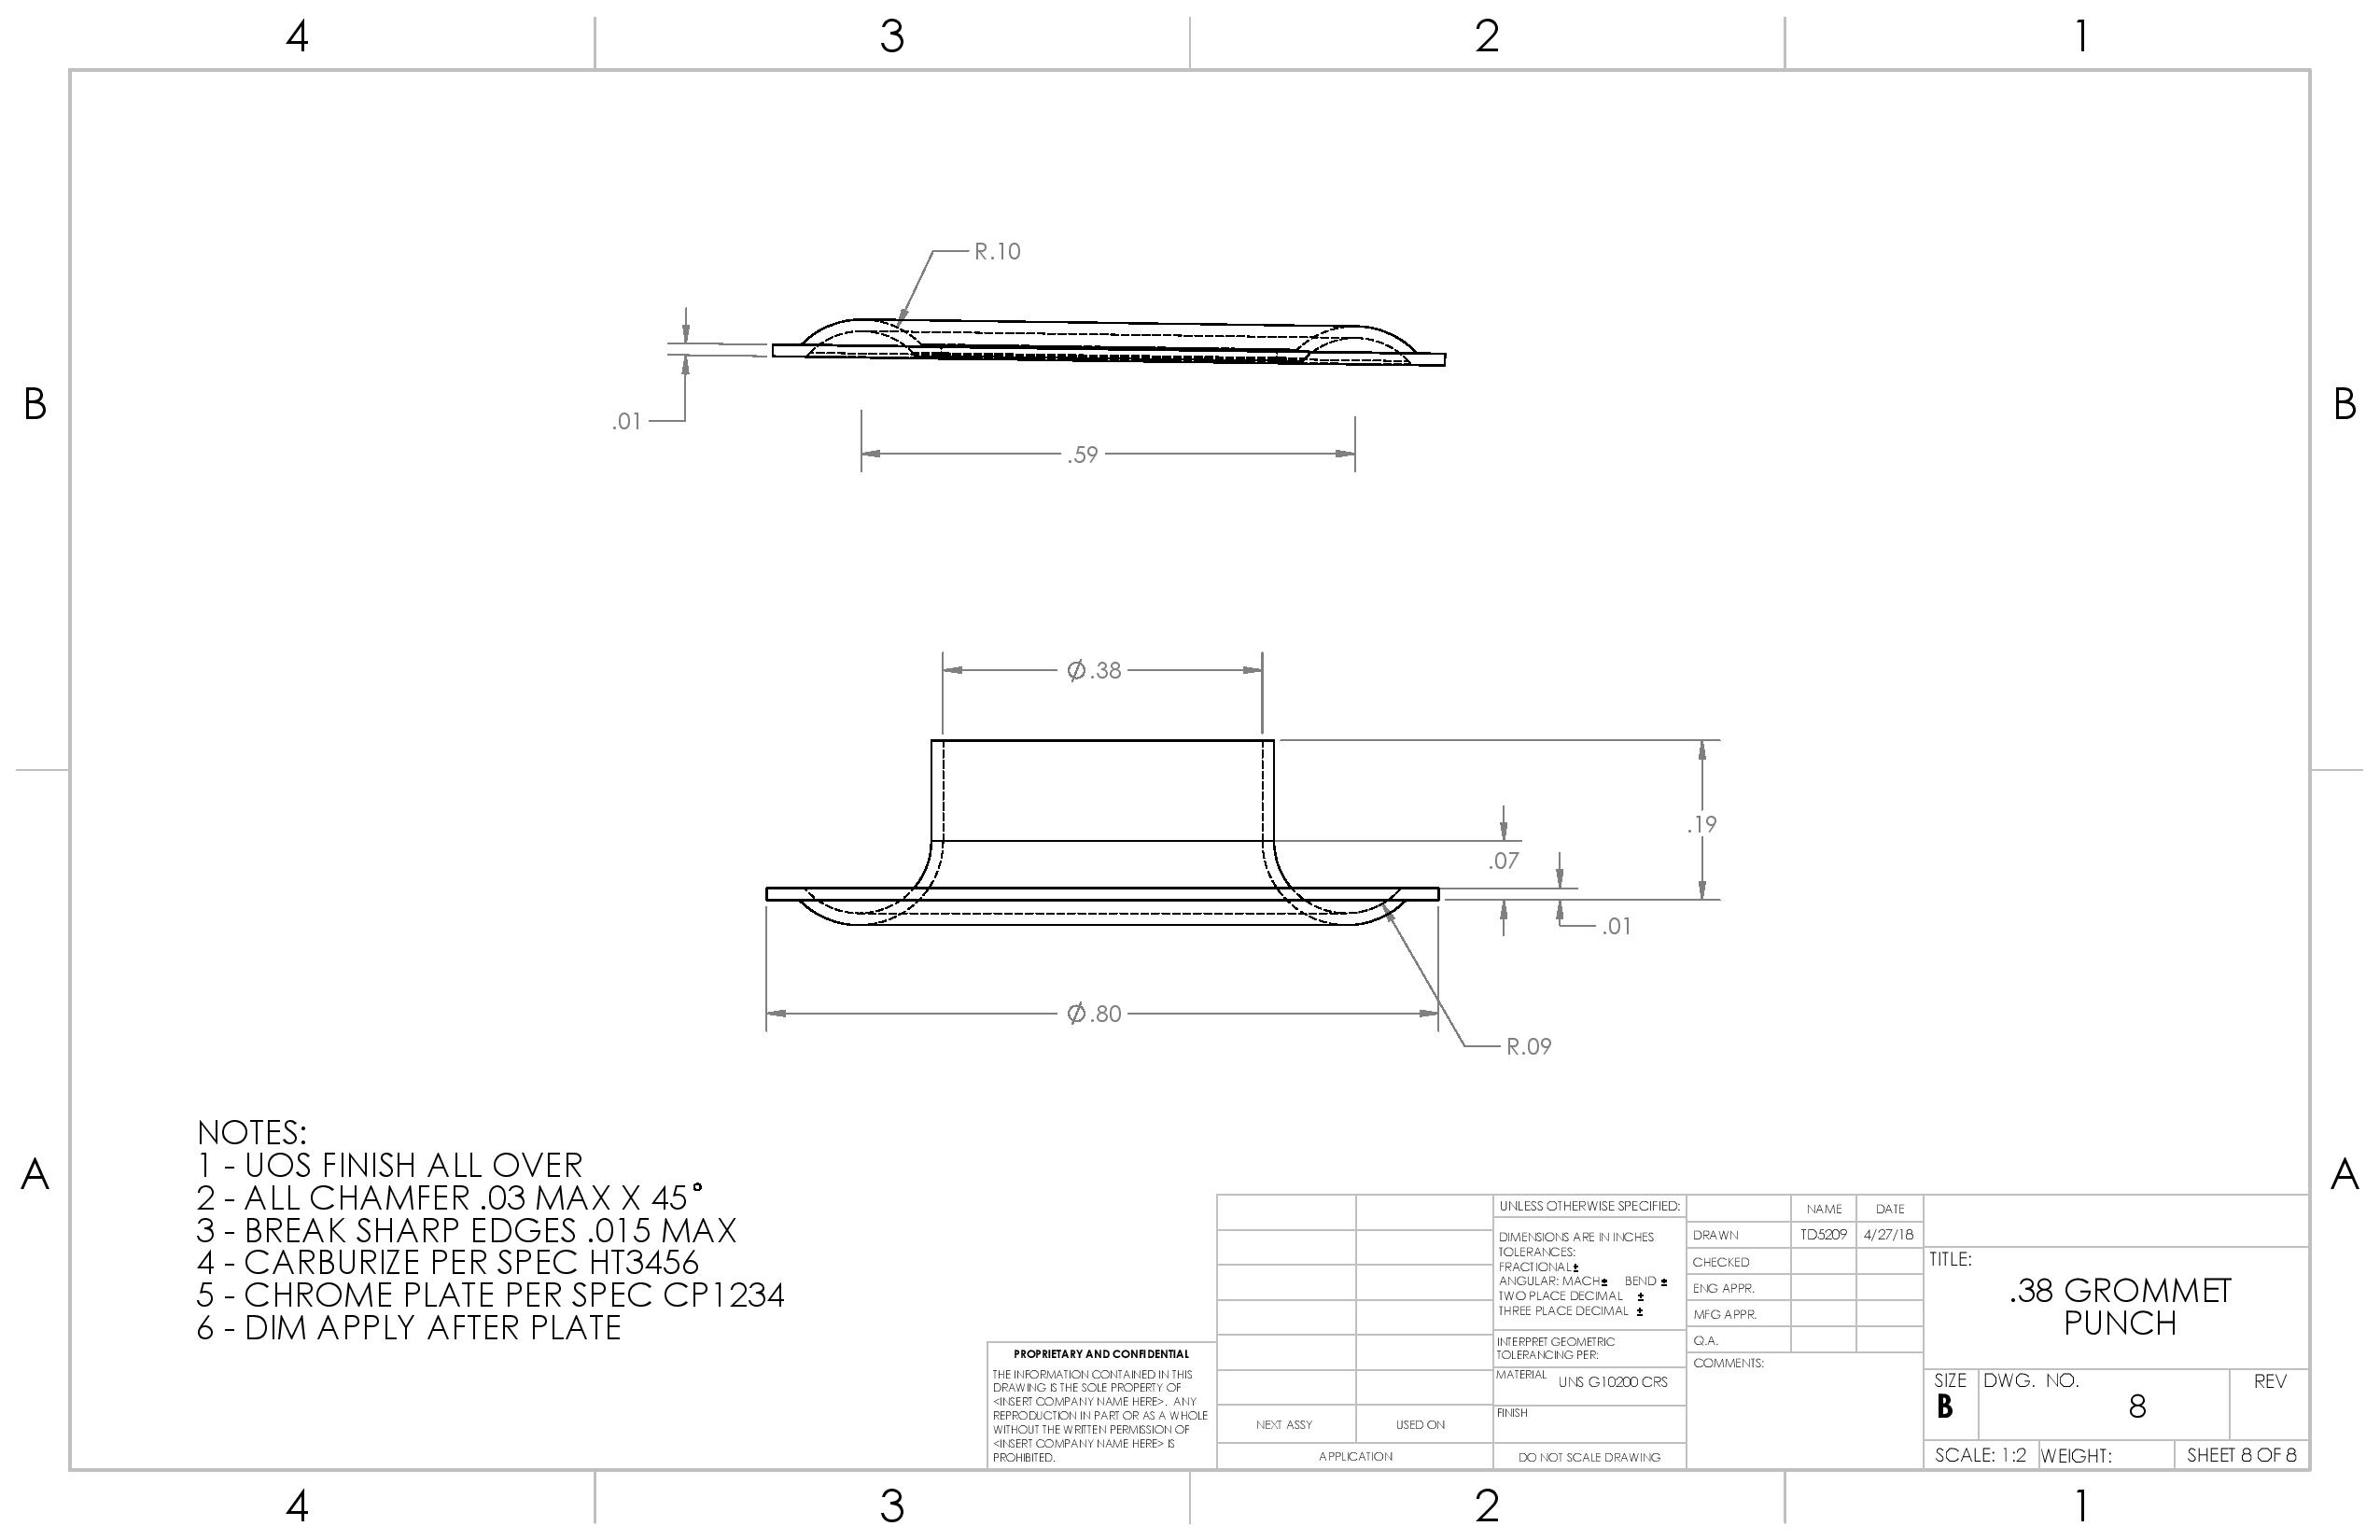 4 3 2 1
R.10
B B
.01
.59
Ø.38
.19
.07
.01
Ø.80
R.09
NOTES:
1 - UOS FINISH ALL OVER
2 - ALL CHAMFER .03 MAX X 45°
3 - BREAK SHARP EDGES .015 MAX
4 - CARBURIZE PER SPEC HT3456
5 - CHROME PLATE PER SPEC CP1234
6 - DIM APPLY AFTER PLATE
A A
PROPRIETARY AND CONFIDENTIAL
THE INFORMATION CONTAINED IN THIS
DRAWING IS THE SOLE PROPERTY OF
<INSERT COMPANY NAME HERE>. ANY
REPRODUCTION IN PART OR AS A WHOLE
WITHOUT THE WRITTEN PERMISSION OF
<INSERT COMPANY NAME HERE> IS
PROHIBITED.
NEXT ASSY USED ON
APPLICATION
UNLESS OTHERWISE SPECIFIED:
DIMENSIONS ARE IN INCHES
TOLERANCES:
FRACTIONAL ±
ANGULAR: MACH ± BEND ±
TWO PLACE DECIMAL ±
THREE PLACE DECIMAL ±
INTERPRET GEOMETRIC
TOLERANCING PER:
MATERIAL
UNS G10200 CRS
FINISH
DO NOT SCALE DRAWING
NAME DATE
DRAWN TD5209 4/27/18
CHECKED
ENG APPR.
MFG APPR.
Q.A.
COMMENTS:
TITLE:
.38 GROMMET
PUNCH
SIZE DWG. NO. REV
B 8
SCALE: 1:2 WEIGHT: SHEET 8 OF 8
4 3 2 1